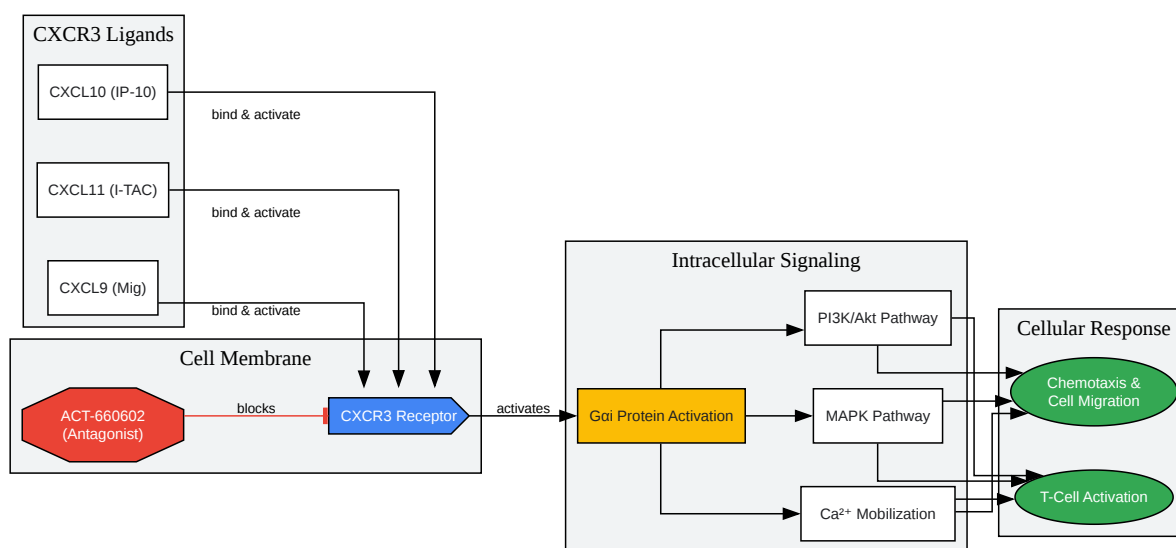 CXCR3 Ligands
CXCL10 (IP-10)
bind & activate
CXCL11 (I-TAC)
bind & activate
CXCL9 (Mig)
bind & activate
Cell Membrane
ACT-660602
(Antagonist)
blocks
CXCR3 Receptor
activates
Intracellular Signaling
PI3K/Akt Pathway
Gαi Protein Activation
MAPK Pathway
Ca²⁺ Mobilization
Cellular Response
Chemotaxis &
Cell Migration
T-Cell Activation